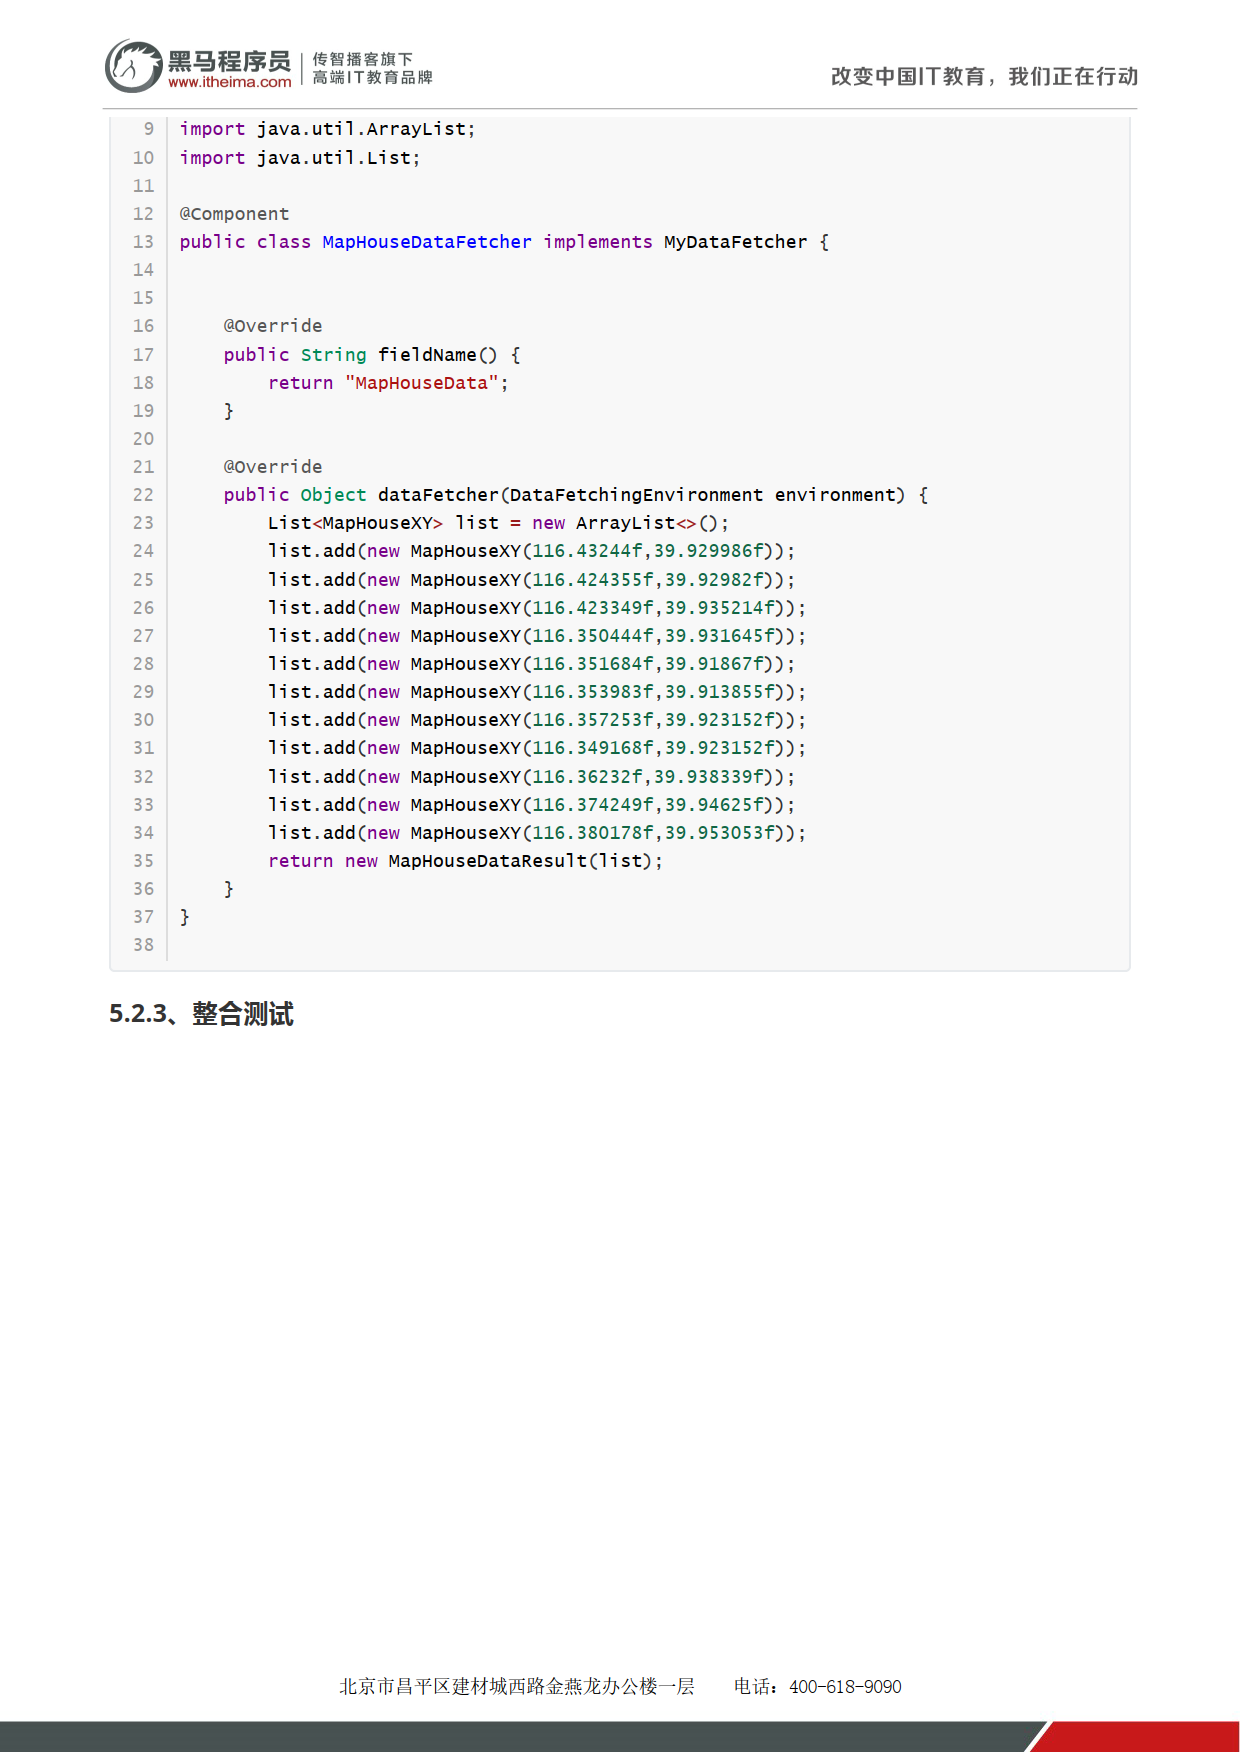 黑马程序员
www.itheima.com
传智播客旗下
高端IT教育品牌
改变中国IT教育，我们正在行动
9 import java.util.ArrayList;
10 import java.util.List;
11
12 @Component
13 public class MapHouseDataFetcher implements MyDataFetcher {
14
15
16     @Override
17     public String fieldName() {
18         return "MapHouseData";
19     }
20
21     @Override
22     public Object dataFetcher(DataFetchingEnvironment environment) {
23         List<MapHouseXY> list = new ArrayList<>();
24         list.add(new MapHouseXY(116.43244f,39.929986f));
25         list.add(new MapHouseXY(116.424355f,39.92982f));
26         list.add(new MapHouseXY(116.423349f,39.935214f));
27         list.add(new MapHouseXY(116.350444f,39.931645f));
28         list.add(new MapHouseXY(116.351684f,39.91867f));
29         list.add(new MapHouseXY(116.353983f,39.913855f));
30         list.add(new MapHouseXY(116.357253f,39.923152f));
31         list.add(new MapHouseXY(116.349168f,39.923152f));
32         list.add(new MapHouseXY(116.36232f,39.938339f));
33         list.add(new MapHouseXY(116.374249f,39.94625f));
34         list.add(new MapHouseXY(116.380178f,39.953053f));
35         return new MapHouseDataResult(list);
36     }
37 }
38
5.2.3、整合测试
北京市昌平区建材城西路金燕龙办公楼一层 电话：400-618-9090